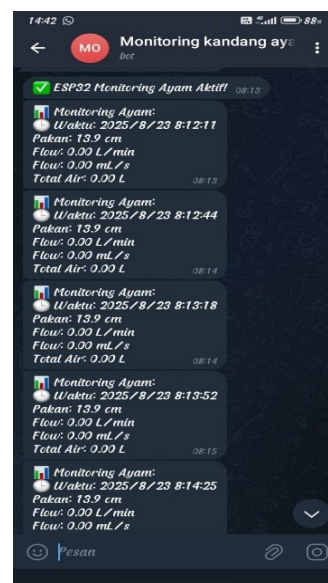 14:42
88%
MO
Monitoring kandang aya
bot
ESP32 Monitoring Ayam Aktif! 08:13
Monitoring Ayam:
Waktu: 2025/8/23 8:12:11
Pakan: 13.9 cm
Flow: 0.00 L/min
Flow: 0.00 mL/s
Total Air: 0.00 L 08:13
Monitoring Ayam:
Waktu: 2025/8/23 8:12:44
Pakan: 13.9 cm
Flow: 0.00 L/min
Flow: 0.00 mL/s
Total Air: 0.00 L 08:14
Monitoring Ayam:
Waktu: 2025/8/23 8:13:18
Pakan: 13.9 cm
Flow: 0.00 L/min
Flow: 0.00 mL/s
Total Air: 0.00 L 08:14
Monitoring Ayam:
Waktu: 2025/8/23 8:13:52
Pakan: 13.9 cm
Flow: 0.00 L/min
Flow: 0.00 mL/s
Total Air: 0.00 L 08:15
Monitoring Ayam:
Waktu: 2025/8/23 8:14:25
Pakan: 13.9 cm
Flow: 0.00 L/min
Flow: 0.00 mL/s
Pesan